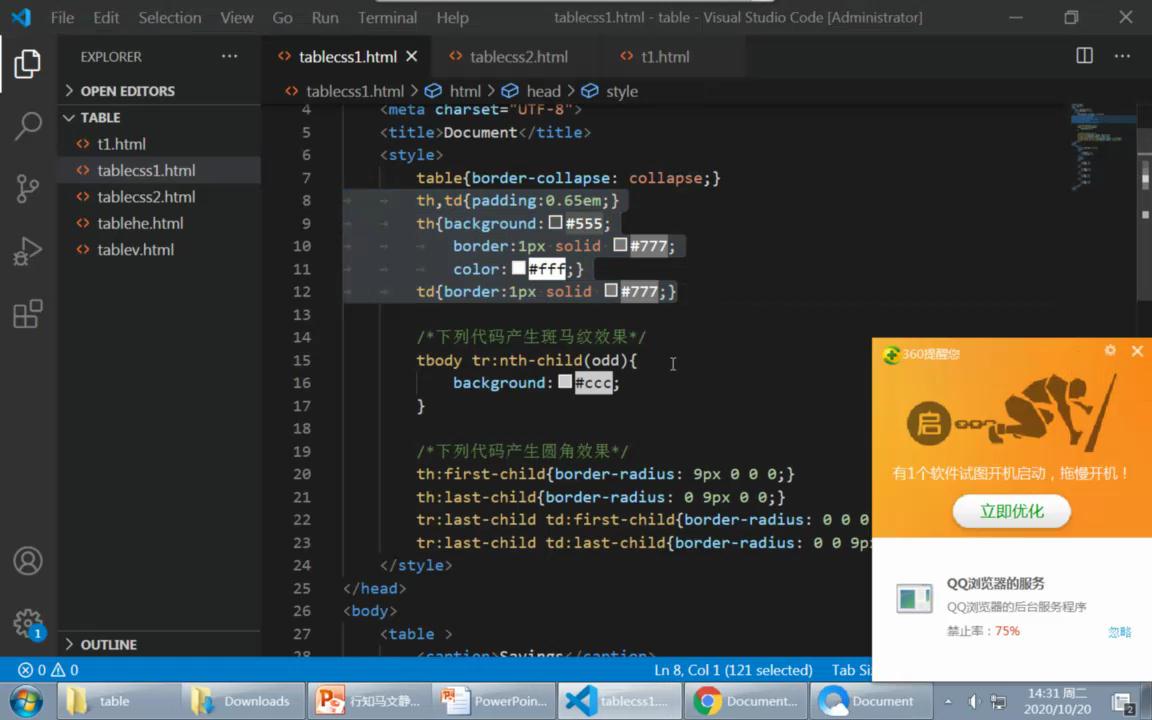 File Edit Selection View Go Run Terminal Help tablecss1.html - table - Visual Studio Code [Administrator]
EXPLORER
tablecss1.html tablecss2.html t1.html
OPEN EDITORS
tablecss1.html > html > head > style
TABLE
t1.html
tablecss1.html
tablecss2.html
tablehe.html
tablev.html
OUTLINE
4 <meta charset="UTF-8">
5 <title>Document</title>
6 <style>
7 table{border-collapse: collapse;}
8 th,td{padding:0.65em;}
9 th{background:#555;
10 border:1px solid #777;
11 color:#fff;}
12 td{border:1px solid #777;}
13
14 /*下列代码产生斑马纹效果*/
15 tbody tr:nth-child(odd){
16 background:#ccc;
17 }
18
19 /*下列代码产生圆角效果*/
20 th:first-child{border-radius: 9px 0 0 0;}
21 th:last-child{border-radius: 0 9px 0 0;}
22 tr:last-child td:first-child{border-radius: 0 0 0
23 tr:last-child td:last-child{border-radius: 0 0 9p
24 </style>
25 </head>
26 <body>
27 <table >
28 <caption>Savings</caption>
360提醒您
启
有1个软件试图开机启动，拖慢开机！
立即优化
QQ浏览器的服务
QQ浏览器的后台服务程序
禁止率：75% 忽略
1
0 0 Ln 8, Col 1 (121 selected) Tab Si
table Downloads 行知马文静... PowerPoin... tablecss1.... Document... Document
14:31 周二
2020/10/20
2